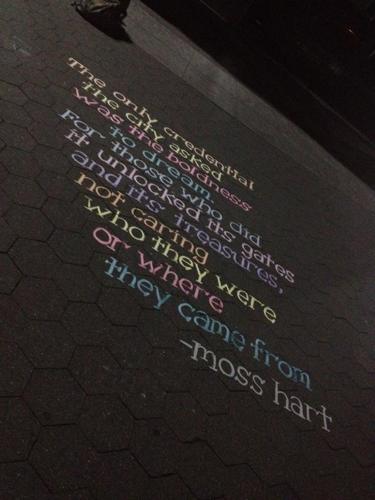 The only credential
the city asked
was the boldness
to dream.
For those who did
it unlocked its gates
and its treasures,
not caring
who they were
or where
they came from
-moss hart